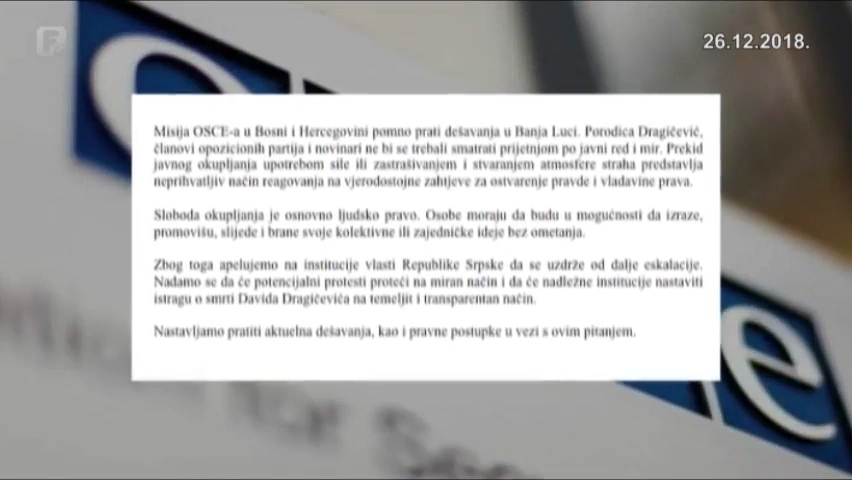 26.12.2018.
Misija OSCE-a u Bosni i Hercegovini pomno prati dešavanja u Banja Luci. Porodica Dragičević,
članovi opozicionih partija i novinari ne bi se trebali smatrati prijetnjom po javni red i mir. Prekid
javnog okupljanja upotrebom sile ili zastrašivanjem i stvaranjem atmosfere straha predstavlja
neprihvatljiv način reagovanja na vjerodostojne zahtjeve za ostvarenje pravde i vladavine prava.
Sloboda okupljanja je osnovno ljudsko pravo. Osobe moraju da budu u mogućnosti da izraze,
promovišu, slijede i brane svoje kolektivne ili zajedničke ideje bez ometanja.
Zbog toga apelujemo na institucije vlasti Republike Srpske da se uzdrže od dalje eskalacije.
Nadamo se da će potencijalni protesti proteći na miran način i da će nadležne institucije nastaviti
istragu o smrti Davida Dragičevića na temeljit i transparentan način.
Nastavljamo pratiti aktuelna dešavanja, kao i pravne postupke u vezi s ovim pitanjem.